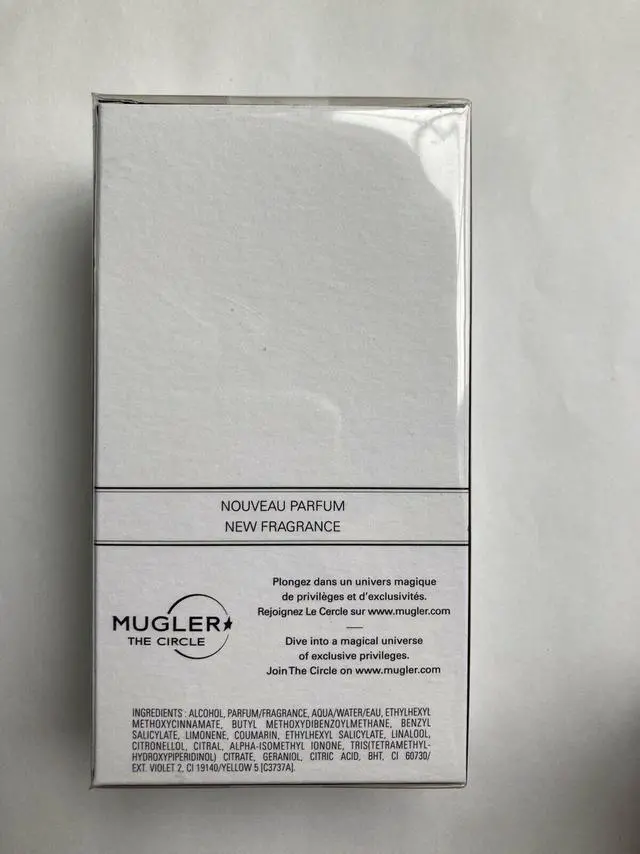 NOUVEAU PARFUM
NEW FRAGRANCE
Plongez dans un univers magique
de privilèges et d'exclusivités.
Rejoignez Le Cercle sur www.mugler.com
Dive into a magical universe
of exclusive privileges.
Join The Circle on www.mugler.com
MUGLER
THE CIRCLE
INGREDIENTS : ALCOHOL, PARFUM/FRAGRANCE, AQUA/WATER/EAU, ETHYLHEXYL
METHOXYCINNAMATE, BUTYL METHOXYDIBENZOYLMETHANE, BENZYL
SALICYLATE, LIMONENE, COUMARIN, ETHYLHEXYL SALICYLATE, LINALOOL,
CITRONELLOL, CITRAL, ALPHA-ISOMETHYL IONONE, TRIS(TETRAMETHYL-
HYDROXYPIPERIDINOL) CITRATE, GERANIOL, CITRIC ACID, BHT, CI 60730/
EXT. VIOLET 2, CI 19140/YELLOW 5 [C3737A].